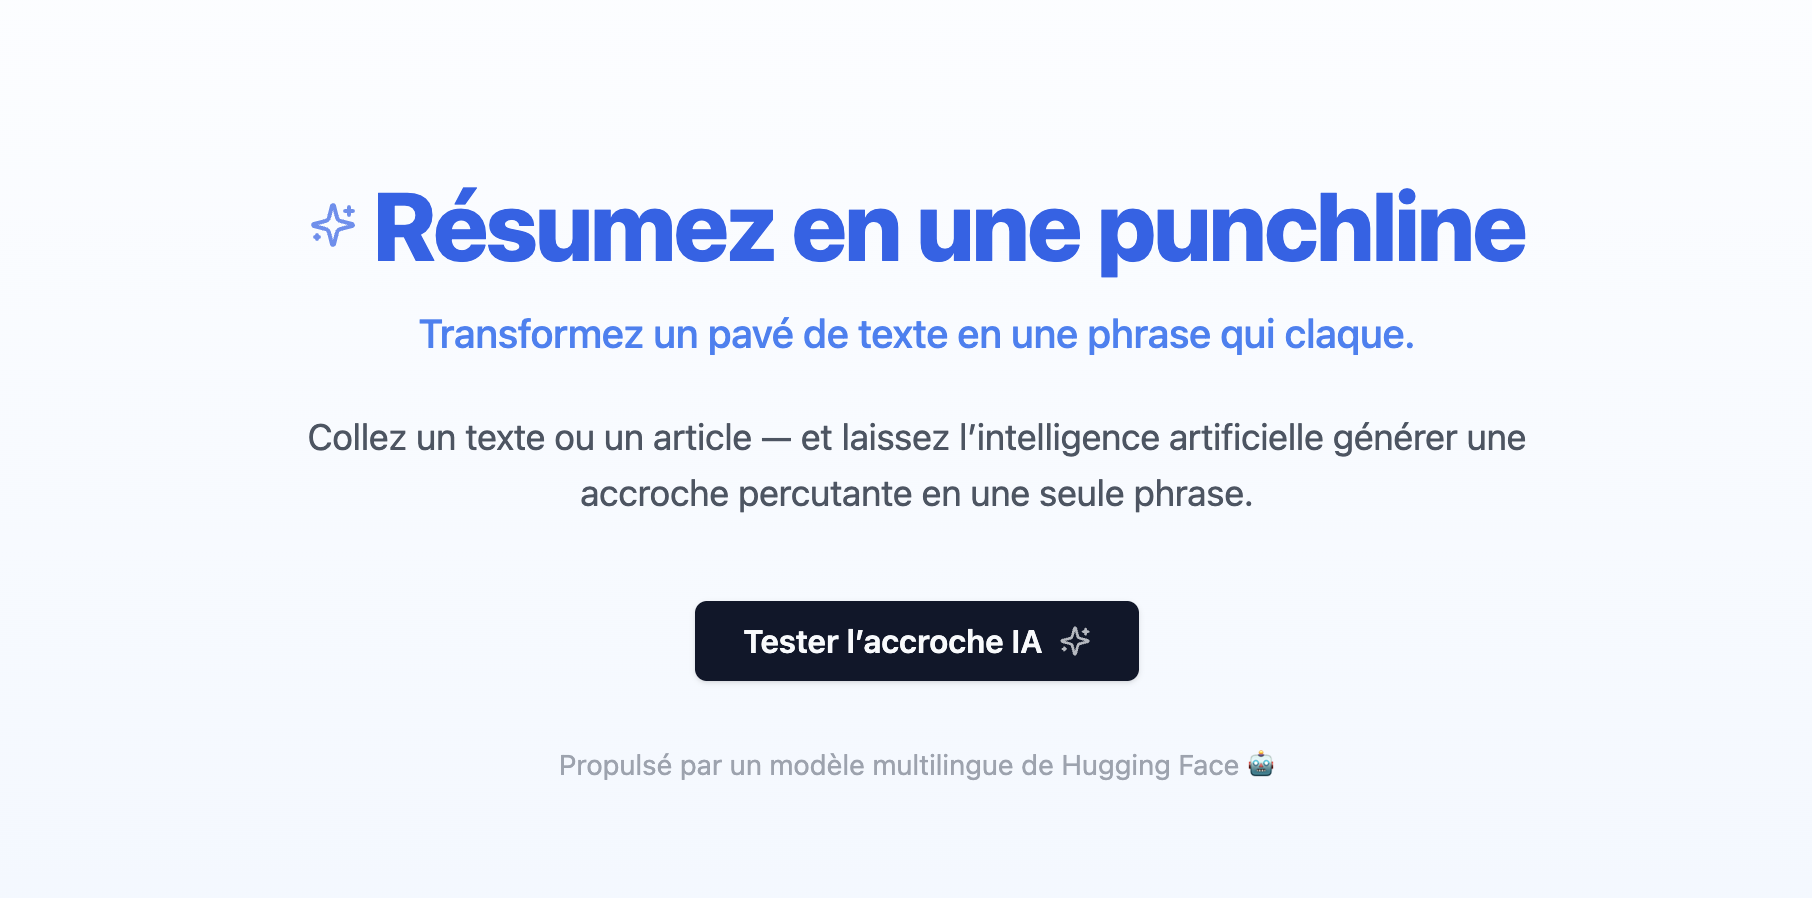 Résumez en une punchline
Transformez un pavé de texte en une phrase qui claque.
Collez un texte ou un article — et laissez l’intelligence artificielle générer une
accroche percutante en une seule phrase.
Tester l’accroche IA
Propulsé par un modèle multilingue de Hugging Face 🤖